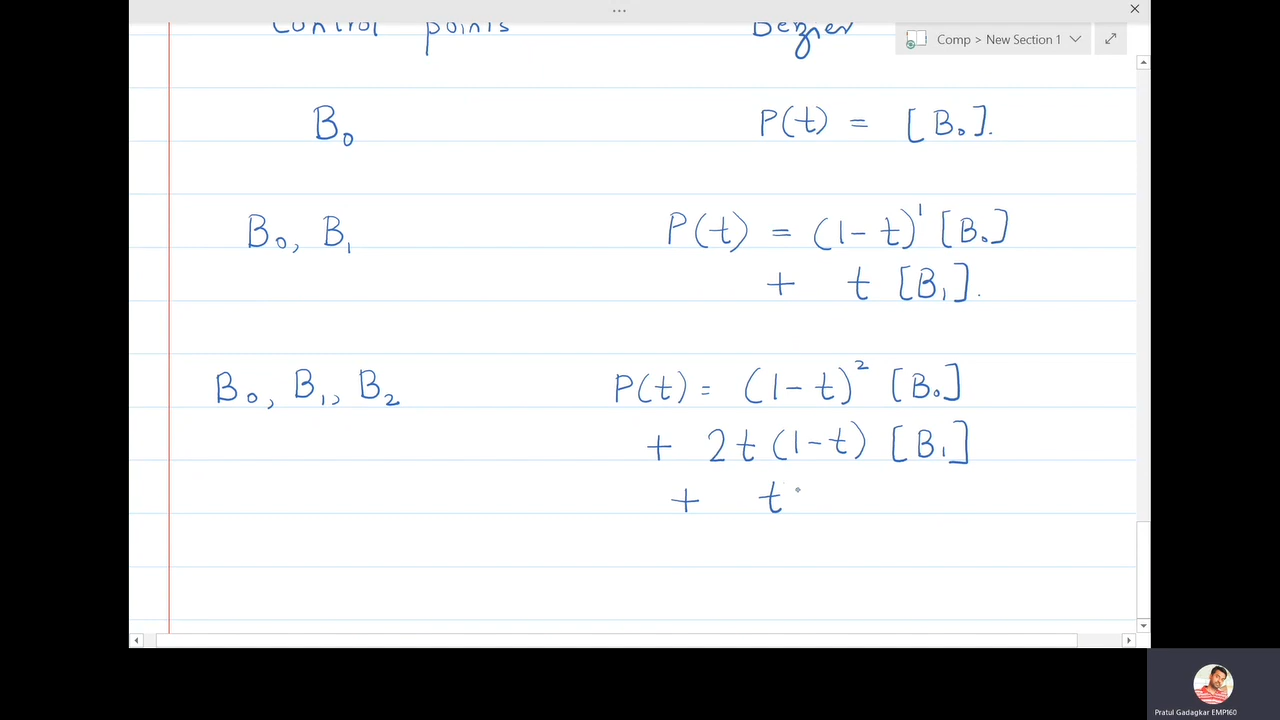 ...
Control points Bezier
Comp > New Section 1
B₀ P(t) = [B₀].
B₀, B₁ P(t) = (1-t)¹ [B₀]
+ t [B₁].
B₀, B₁, B₂ P(t) = (1-t)² [B₀]
+ 2t(1-t) [B₁]
+ t
Pratul Gadagkar EMP160